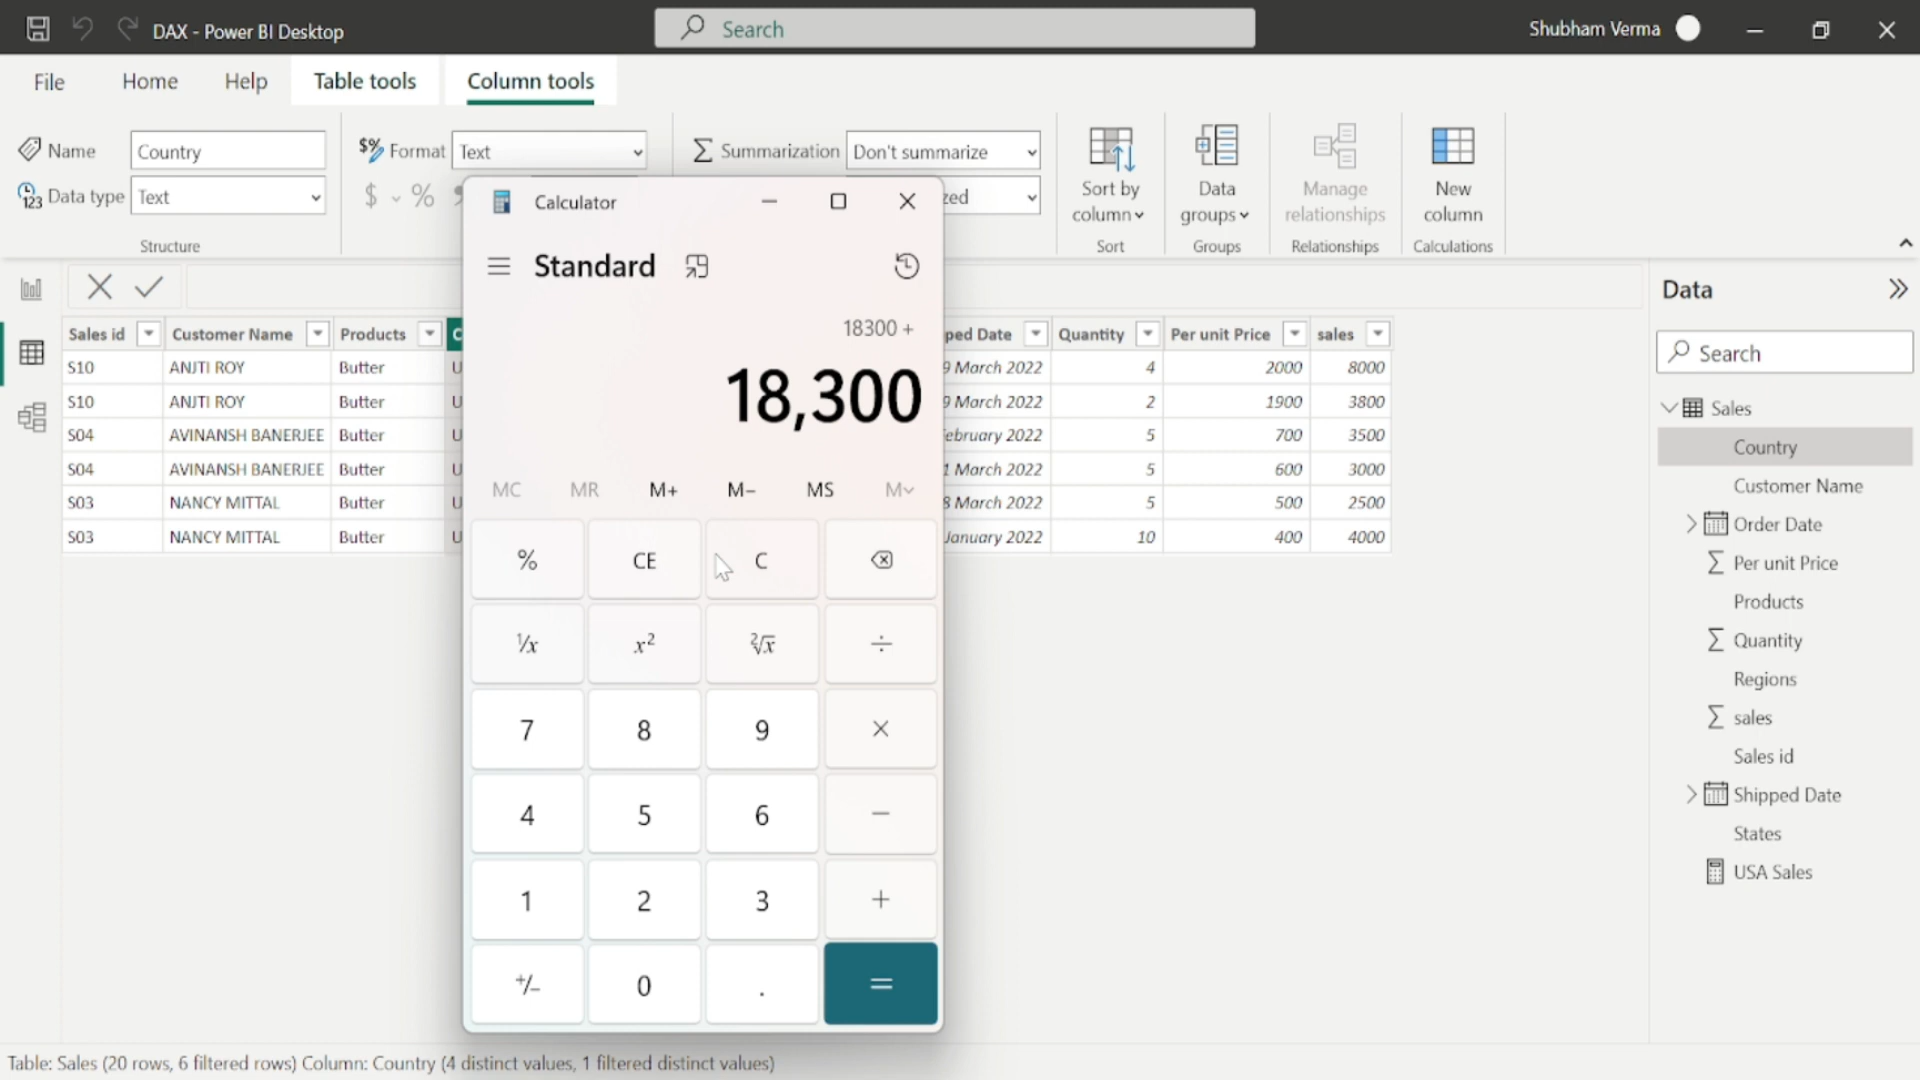 DAX - Power BI Desktop
Search
Shubham Verma
File
Home
Help
Table tools
Column tools
Name
Country
Data type
Text
Structure
$% Format
Text
$ %
Summarization
Don't summarize
zed
Sort by
column
Sort
Data
groups
Groups
Manage
relationships
Relationships
New
column
Calculations
Calculator
Standard
18300 +
18,300
MC MR M+ M- MS M
% CE C
1/x x² ²√x ÷
7 8 9 ×
4 5 6 −
1 2 3 +
+/- 0 . =
Sales id Customer Name Products C ped Date Quantity Per unit Price sales
S10 ANJTI ROY Butter U 9 March 2022 4 2000 8000
S10 ANJTI ROY Butter U 9 March 2022 2 1900 3800
S04 AVINANSH BANERJEE Butter U ebruary 2022 5 700 3500
S04 AVINANSH BANERJEE Butter U 1 March 2022 5 600 3000
S03 NANCY MITTAL Butter U 8 March 2022 5 500 2500
S03 NANCY MITTAL Butter U January 2022 10 400 4000
Data
Search
Sales
Country
Customer Name
Order Date
Per unit Price
Products
Quantity
Regions
sales
Sales id
Shipped Date
States
USA Sales
Table: Sales (20 rows, 6 filtered rows) Column: Country (4 distinct values, 1 filtered distinct values)